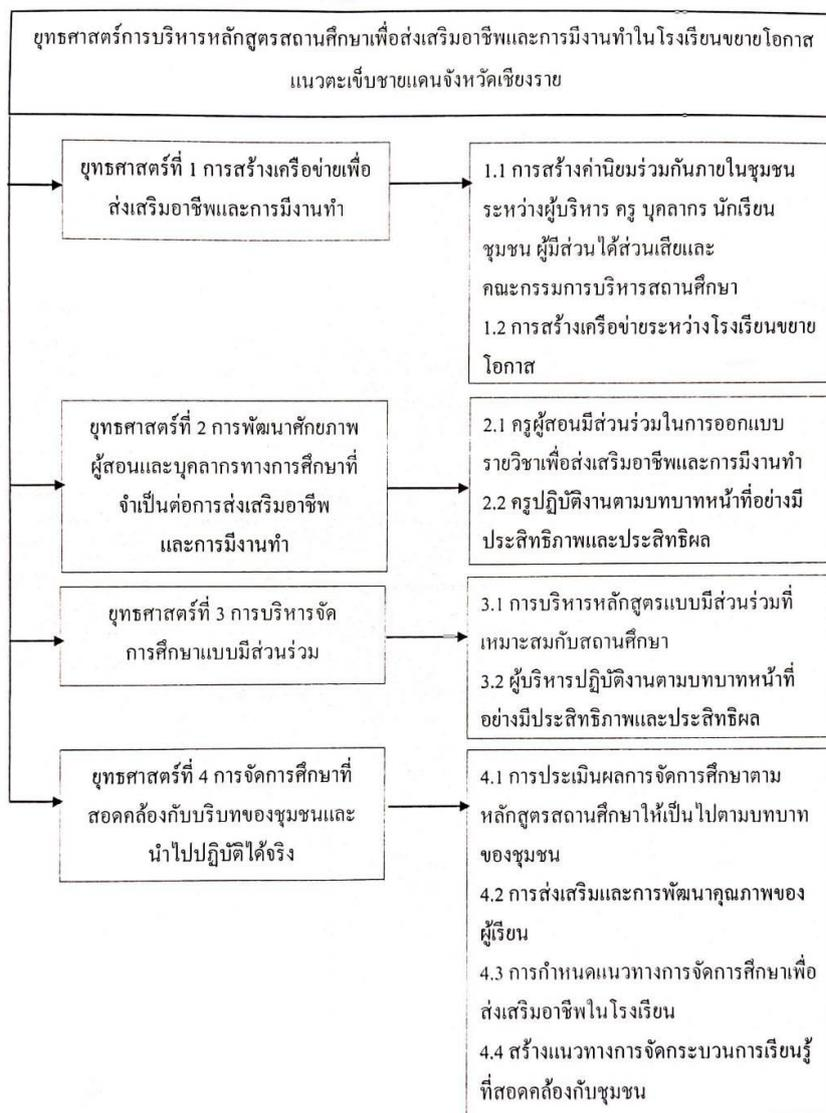 ยุทธศาสตร์การบริหารหลักสูตรสถานศึกษาเพื่อส่งเสริมอาชีพและการมีงานทำในโรงเรียนขยายโอกาส
แนวตะเข็บชายแดนจังหวัดเชียงราย
ยุทธศาสตร์ที่ 1 การสร้างเครือข่ายเพื่อ
ส่งเสริมอาชีพและการมีงานทำ
1.1 การสร้างค่านิยมร่วมกันภายในชุมชน
ระหว่างผู้บริหาร ครู บุคลากร นักเรียน
ชุมชน ผู้มีส่วนได้ส่วนเสียและ
คณะกรรมการบริหารสถานศึกษา
1.2 การสร้างเครือข่ายระหว่างโรงเรียนขยาย
โอกาส
ยุทธศาสตร์ที่ 2 การพัฒนาศักยภาพ
ผู้สอนและบุคลากรทางการศึกษาที่
จำเป็นต่อการส่งเสริมอาชีพ
และการมีงานทำ
2.1 ครูผู้สอนมีส่วนร่วมในการออกแบบ
รายวิชาเพื่อส่งเสริมอาชีพและการมีงานทำ
2.2 ครูปฏิบัติงานตามบทบาทหน้าที่อย่างมี
ประสิทธิภาพและประสิทธิผล
ยุทธศาสตร์ที่ 3 การบริหารจัด
การศึกษาแบบมีส่วนร่วม
3.1 การบริหารหลักสูตรแบบมีส่วนร่วมที่
เหมาะสมกับสถานศึกษา
3.2 ผู้บริหารปฏิบัติงานตามบทบาทหน้าที่
อย่างมีประสิทธิภาพและประสิทธิผล
ยุทธศาสตร์ที่ 4 การจัดการศึกษาที่
สอดคล้องกับบริบทของชุมชนและ
นำไปปฏิบัติได้จริง
4.1 การประเมินผลการจัดการศึกษาตาม
หลักสูตรสถานศึกษาให้เป็นไปตามบทบาท
ของชุมชน
4.2 การส่งเสริมและการพัฒนาคุณภาพของ
ผู้เรียน
4.3 การกำหนดแนวทางการจัดการศึกษาเพื่อ
ส่งเสริมอาชีพในโรงเรียน
4.4 สร้างแนวทางการจัดกระบวนการเรียนรู้
ที่สอดคล้องกับชุมชน